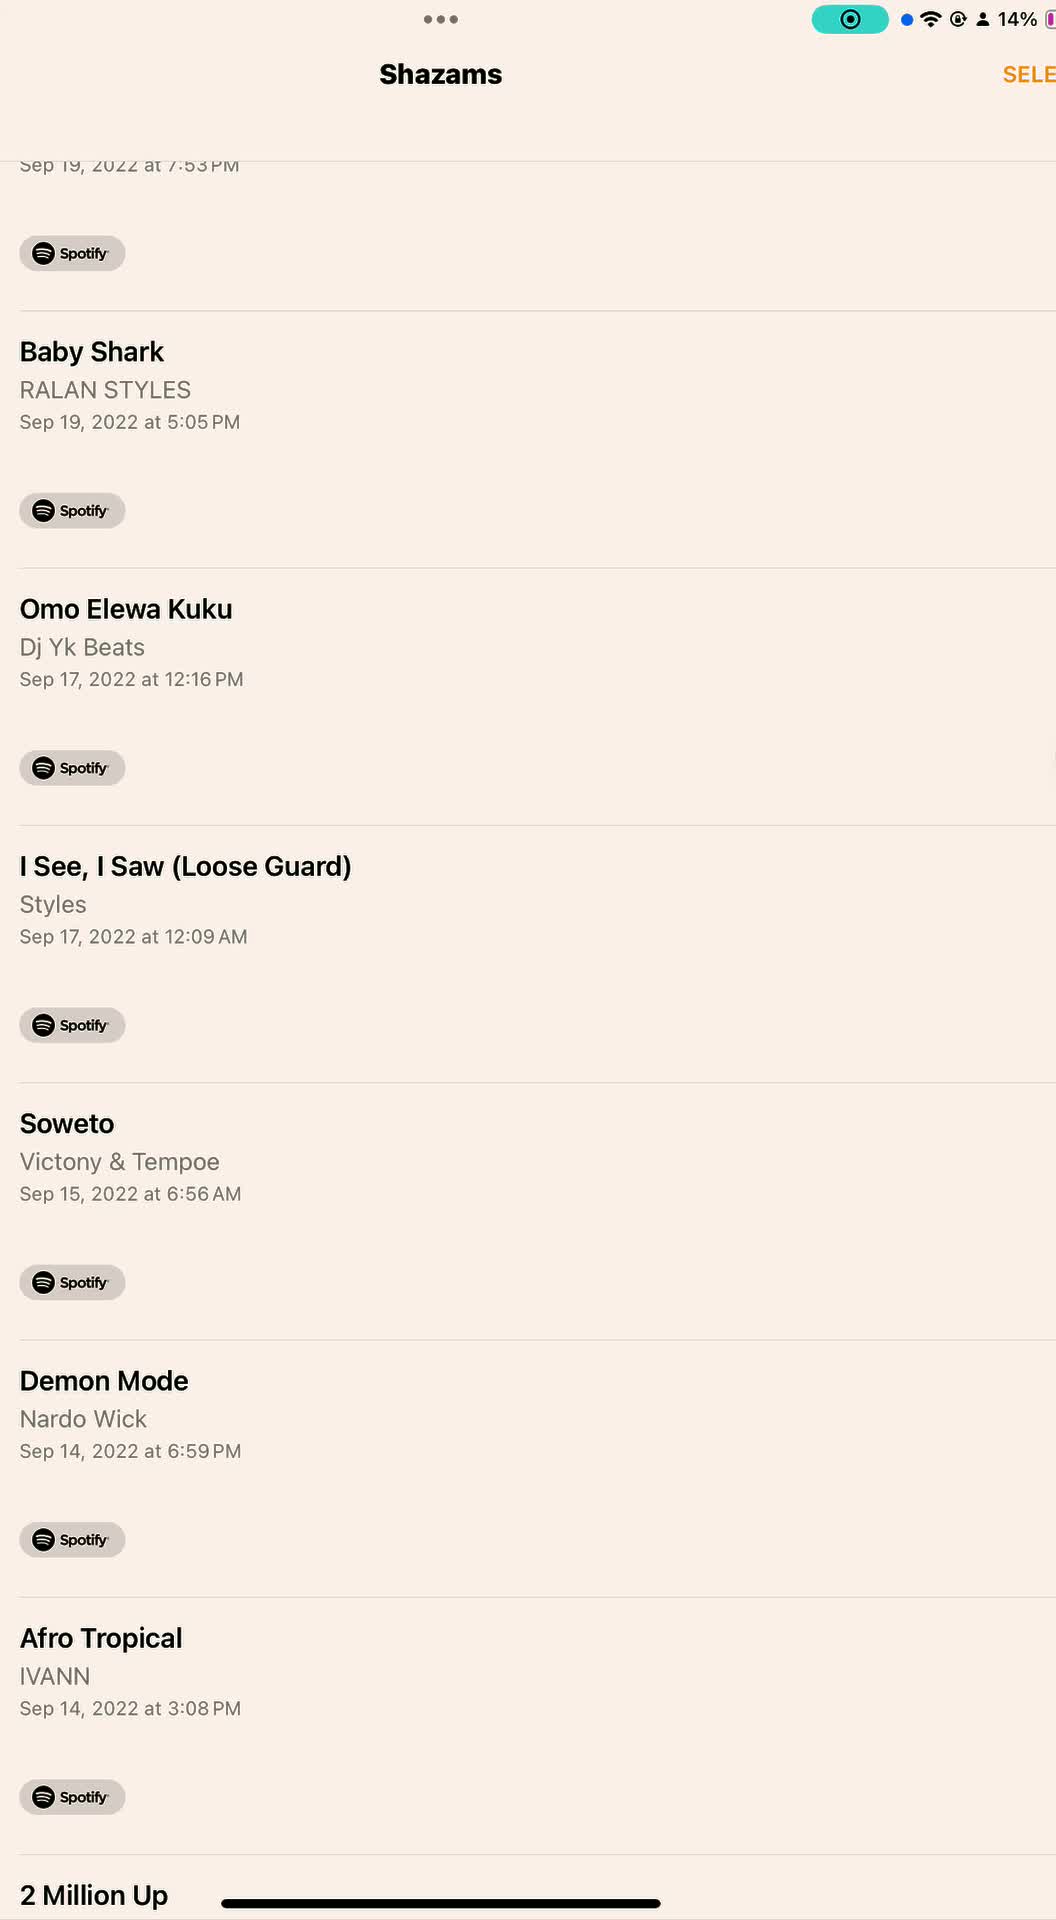 14%
Shazams
SELE
Sep 19, 2022 at 7:53 PM
Spotify
Baby Shark
RALAN STYLES
Sep 19, 2022 at 5:05 PM
Spotify
Omo Elewa Kuku
Dj Yk Beats
Sep 17, 2022 at 12:16 PM
Spotify
I See, I Saw (Loose Guard)
Styles
Sep 17, 2022 at 12:09 AM
Spotify
Soweto
Victony & Tempoe
Sep 15, 2022 at 6:56 AM
Spotify
Demon Mode
Nardo Wick
Sep 14, 2022 at 6:59 PM
Spotify
Afro Tropical
IVANN
Sep 14, 2022 at 3:08 PM
Spotify
2 Million Up